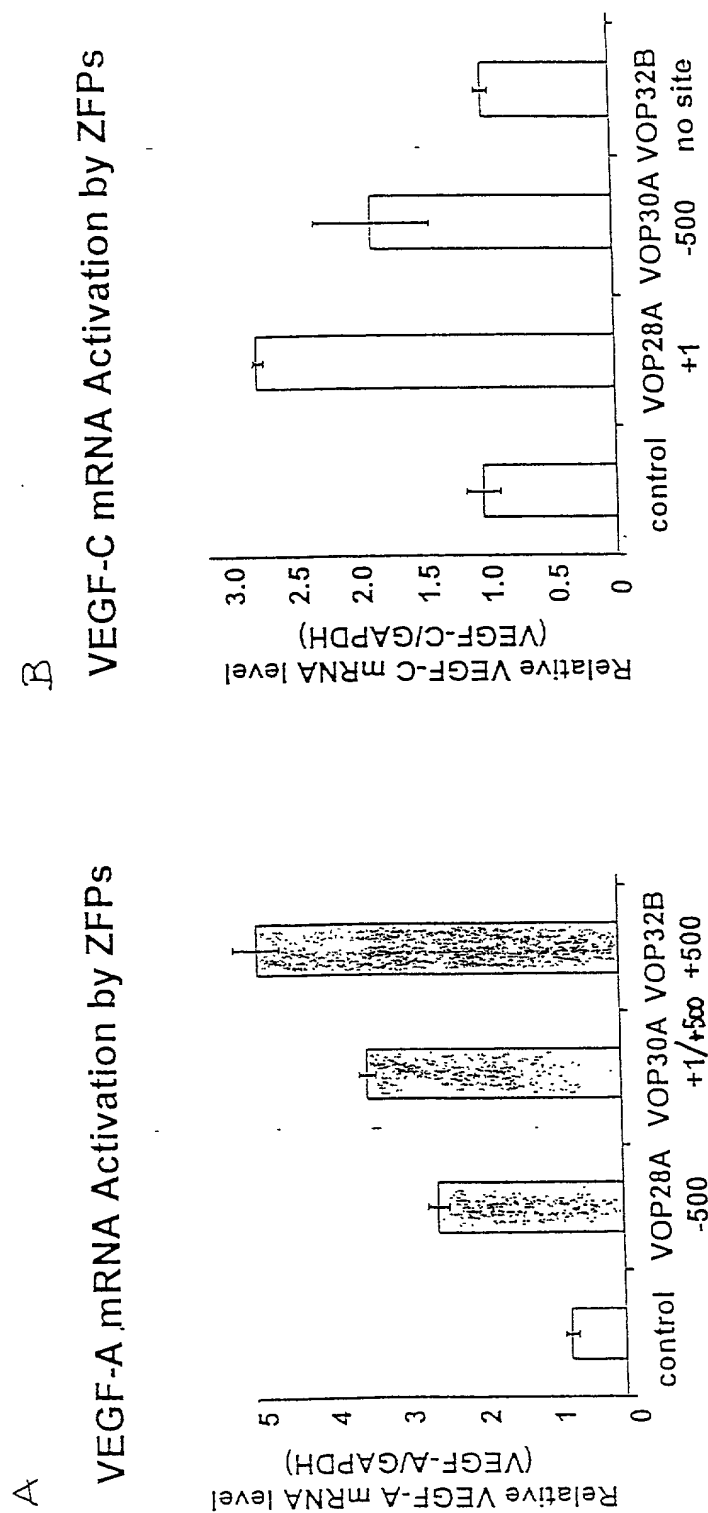 A
VEGF-A mRNA Activation by ZFPs
Relative VEGF-A mRNA level
(VEGF-A/GAPDH)
5
4
3
2
1
0
control VOP28A VOP30A VOP32B
-500 +1/+500 +500
B
VEGF-C mRNA Activation by ZFPs
Relative VEGF-C mRNA level
(VEGF-C/GAPDH)
3.0
2.5
2.0
1.5
1.0
0.5
0
control VOP28A VOP30A VOP32B
+1 -500 no site